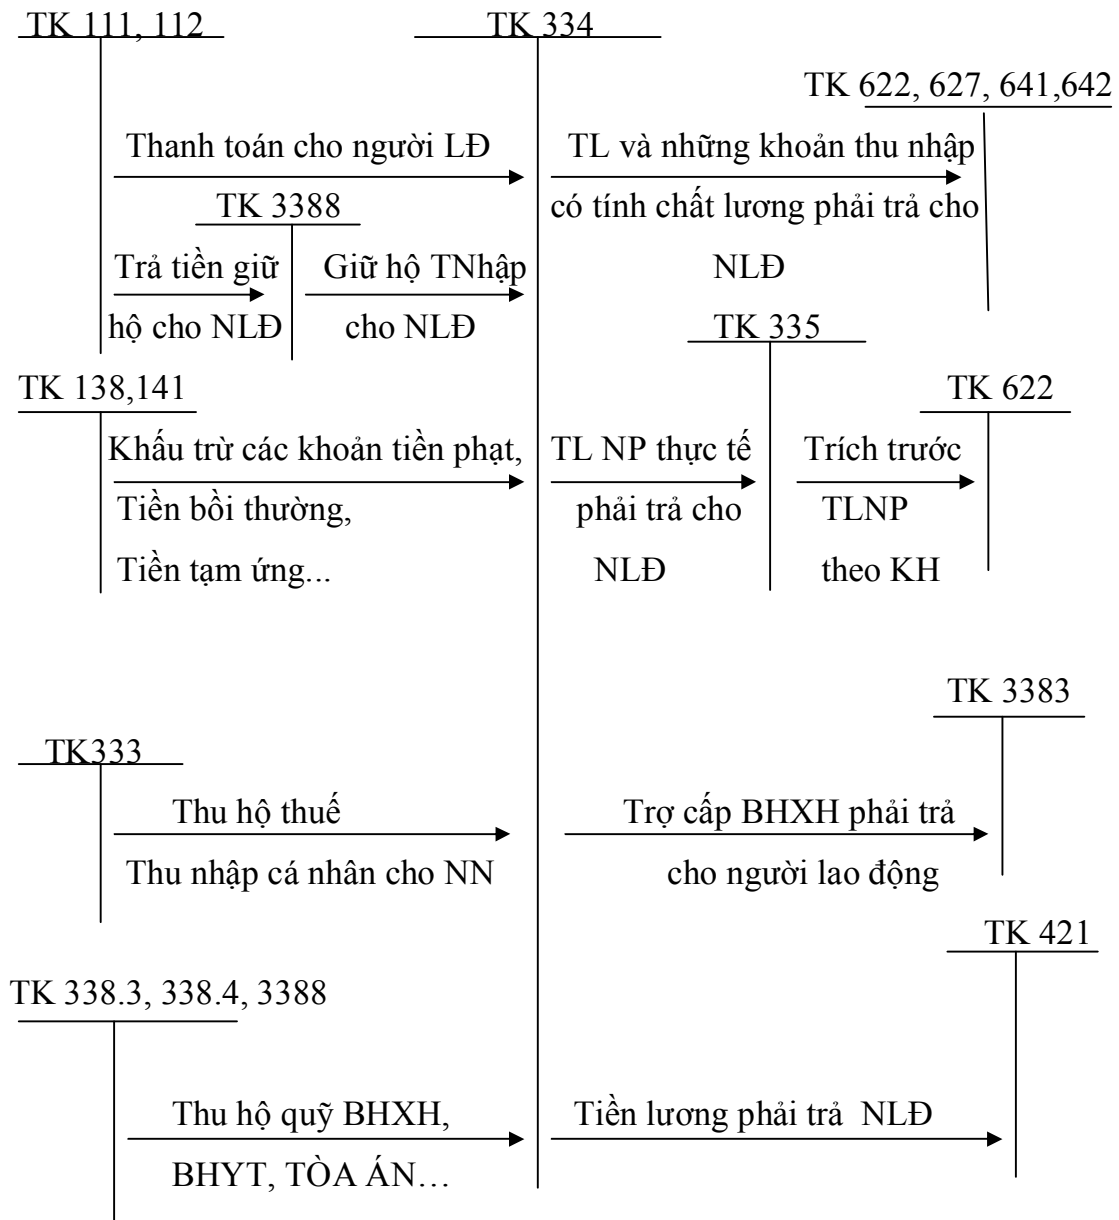 TK 111, 112
TK 334
TK 622, 627, 641,642
Thanh toán cho người LĐ
TL và những khoản thu nhập
TK 3388
có tính chất lương phải trả cho
Trả tiền giữ
Giữ hộ TNhập
NLĐ
hộ cho NLĐ
cho NLĐ
TK 335
TK 138,141
TK 622
Khấu trừ các khoản tiền phạt,
TL NP thực tế
Trích trước
Tiền bồi thường,
phải trả cho
TLNP
Tiền tạm ứng...
NLĐ
theo KH
TK 3383
TK333
Thu hộ thuế
Trợ cấp BHXH phải trả
Thu nhập cá nhân cho NN
cho người lao động
TK 421
TK 338.3, 338.4, 3388
Thu hộ quỹ BHXH,
Tiền lương phải trả  NLĐ
BHYT, TÒA ÁN…